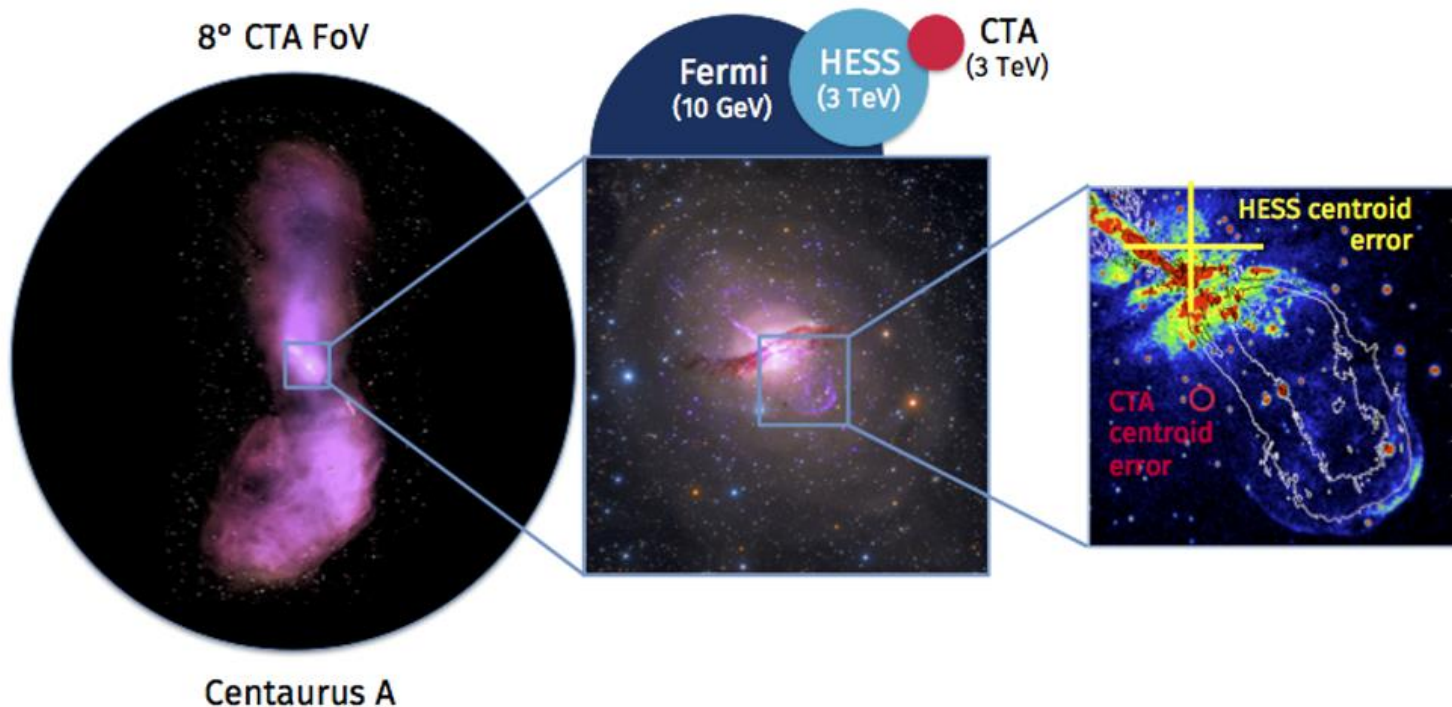 8° CTA FoV
Fermi
(10 GeV)
HESS
(3 TeV)
CTA
(3 TeV)
HESS centroid
error
CTA
centroid
error
Centaurus A